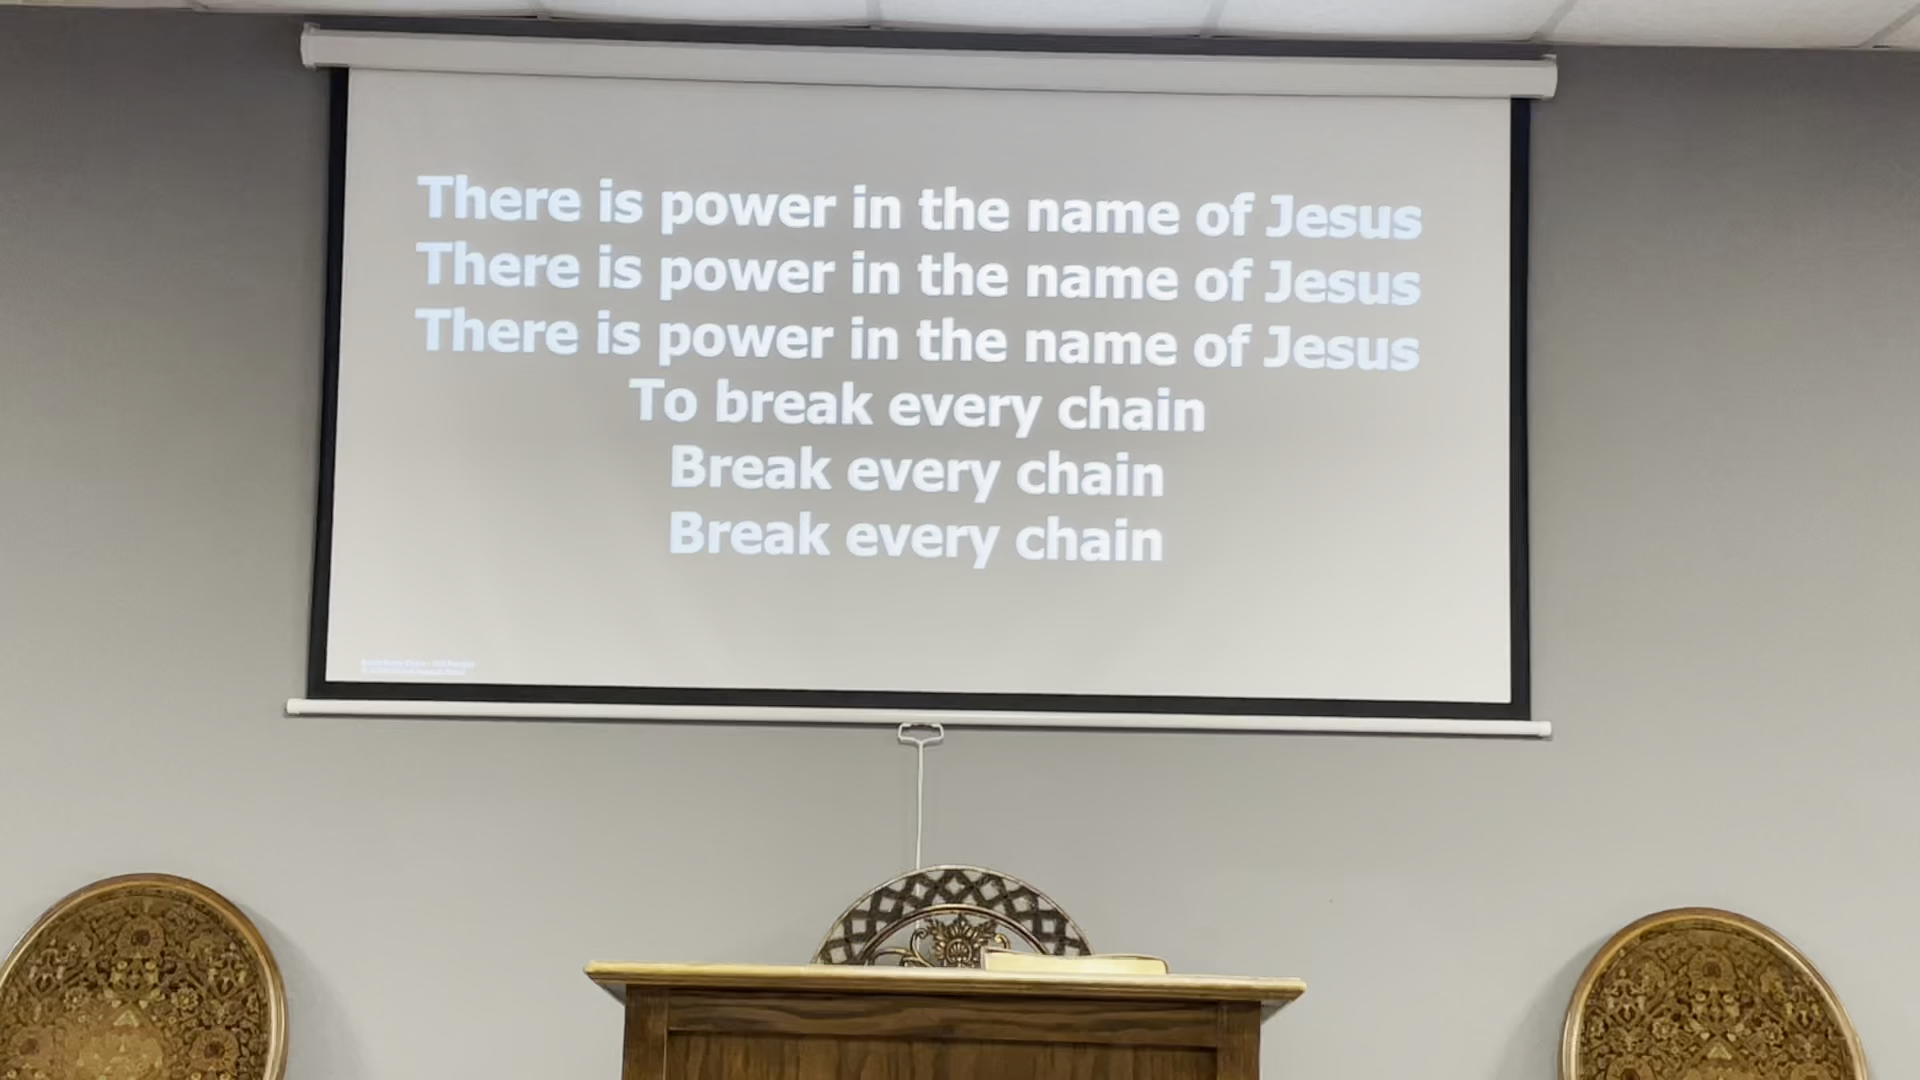 There is power in the name of Jesus
There is power in the name of Jesus
There is power in the name of Jesus
To break every chain
Break every chain
Break every chain